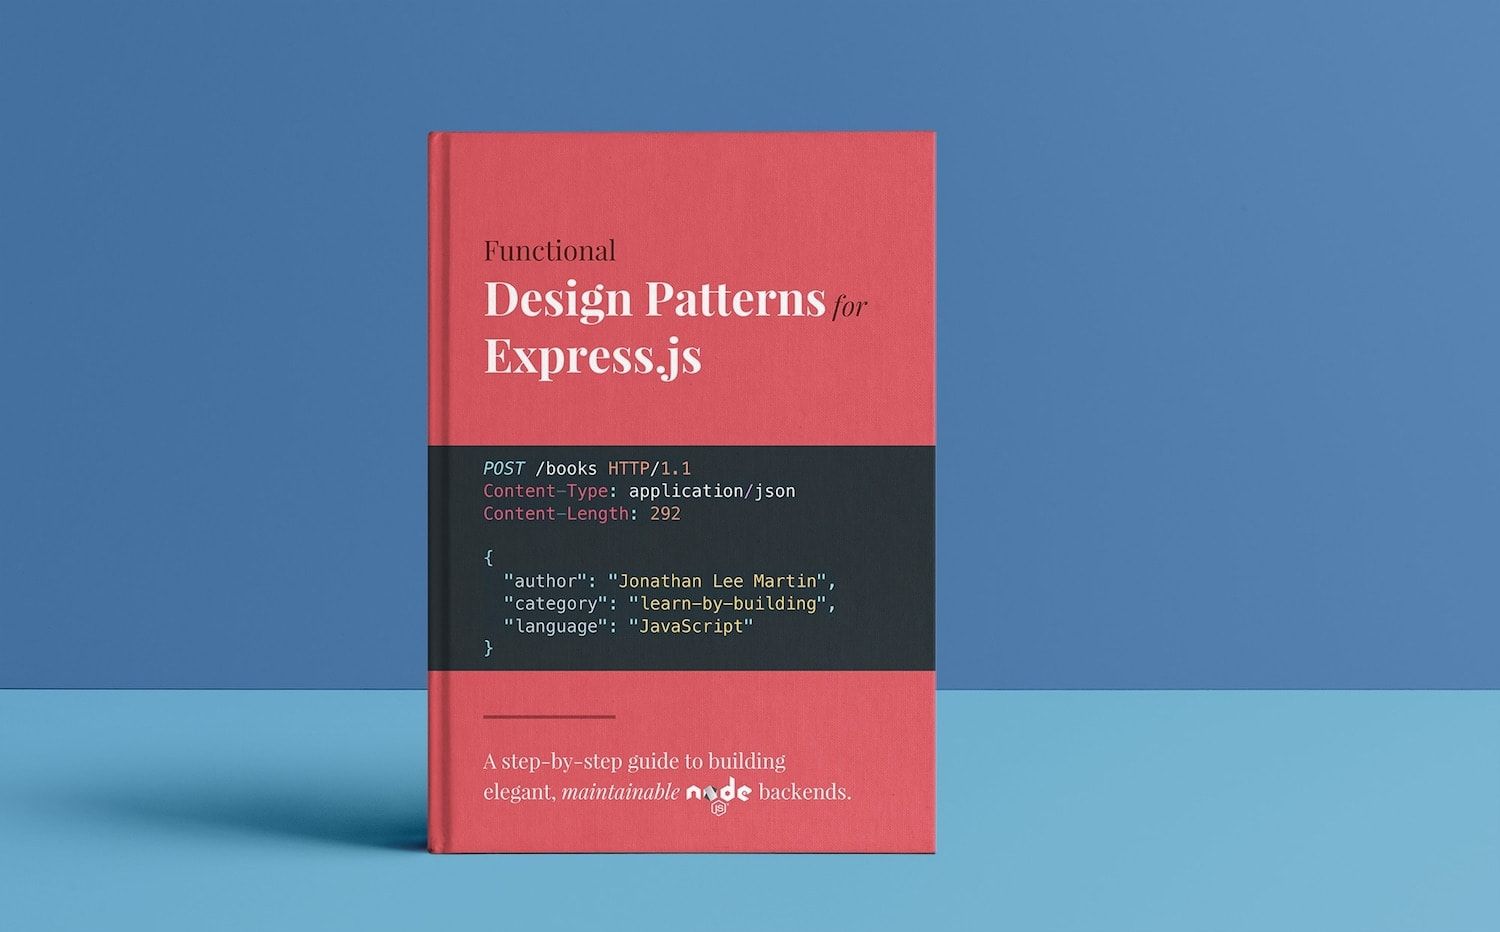 Functional
Design Patterns for
Express.js
POST /books HTTP/1.1
Content-Type: application/json
Content-Length: 292
{
"author": "Jonathan Lee Martin",
"category": "learn-by-building",
"language": "JavaScript"
}
A step-by-step guide to building
elegant, maintainable node backends.
JS